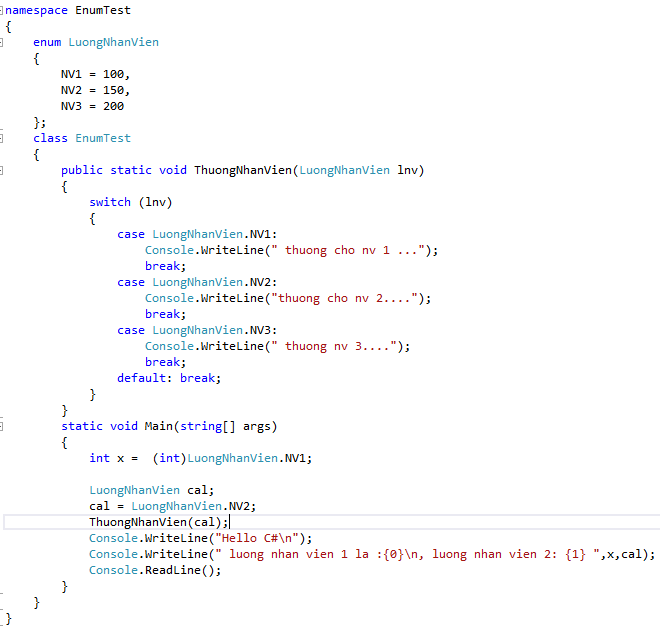 namespace EnumTest
{
    enum LuongNhanVien
    {
        NV1 = 100,
        NV2 = 150,
        NV3 = 200
    };
    class EnumTest
    {
        public static void ThuongNhanVien(LuongNhanVien lnv)
        {
            switch (lnv)
            {
                case LuongNhanVien.NV1:
                    Console.WriteLine(" thuong cho nv 1 ...");
                    break;
                case LuongNhanVien.NV2:
                    Console.WriteLine("thuong cho nv 2....");
                    break;
                case LuongNhanVien.NV3:
                    Console.WriteLine(" thuong nv 3....");
                    break;
                default: break;
            }
        }
        static void Main(string[] args)
        {
            int x =  (int)LuongNhanVien.NV1;

            LuongNhanVien cal;
            cal = LuongNhanVien.NV2;
            ThuongNhanVien(cal);
            Console.WriteLine("Hello C#\n");
            Console.WriteLine(" luong nhan vien 1 la :{0}\n, luong nhan vien 2: {1} ",x,cal);
            Console.ReadLine();
        }
    }
}